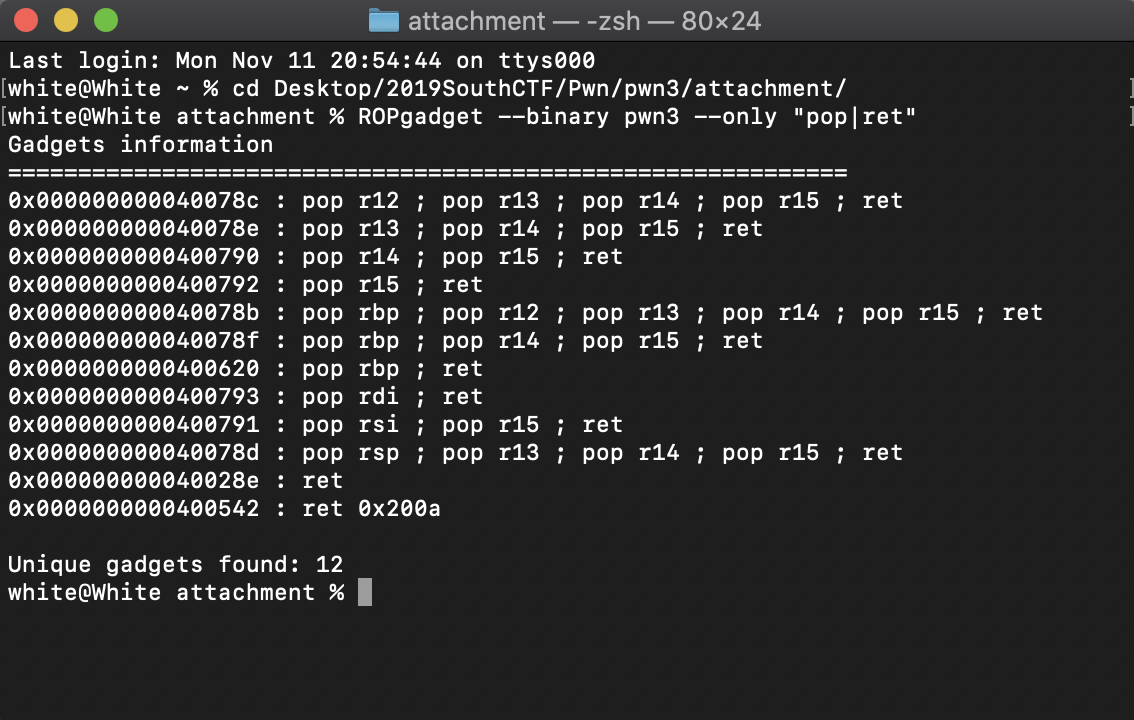 attachment — -zsh — 80×24
Last login: Mon Nov 11 20:54:44 on ttys000
[white@White ~ % cd Desktop/2019SouthCTF/Pwn/pwn3/attachment/ ]
[white@White attachment % ROPgadget --binary pwn3 --only "pop|ret" ]
Gadgets information
============================================================
0x000000000040078c : pop r12 ; pop r13 ; pop r14 ; pop r15 ; ret
0x000000000040078e : pop r13 ; pop r14 ; pop r15 ; ret
0x0000000000400790 : pop r14 ; pop r15 ; ret
0x0000000000400792 : pop r15 ; ret
0x000000000040078b : pop rbp ; pop r12 ; pop r13 ; pop r14 ; pop r15 ; ret
0x000000000040078f : pop rbp ; pop r14 ; pop r15 ; ret
0x0000000000400620 : pop rbp ; ret
0x0000000000400793 : pop rdi ; ret
0x0000000000400791 : pop rsi ; pop r15 ; ret
0x000000000040078d : pop rsp ; pop r13 ; pop r14 ; pop r15 ; ret
0x000000000040028e : ret
0x0000000000400542 : ret 0x200a
Unique gadgets found: 12
white@White attachment %